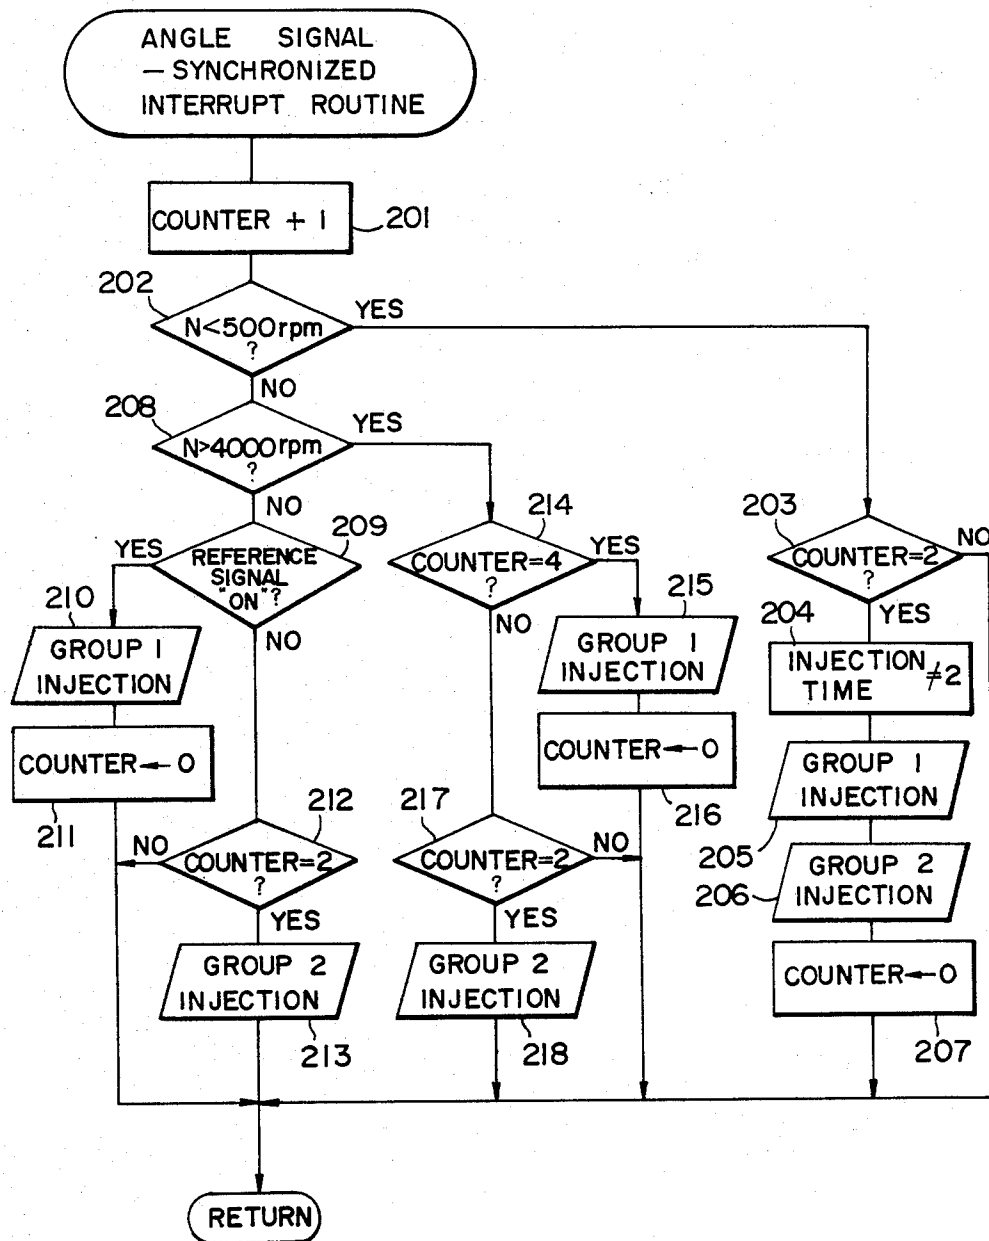 ANGLE SIGNAL
— SYNCHRONIZED
INTERRUPT ROUTINE
COUNTER + 1
201
202
N<500rpm
?
YES
NO
208
N>4000rpm
?
YES
NO
209
YES
REFERENCE
SIGNAL
"ON"?
NO
210
GROUP 1
INJECTION
COUNTER←0
211
212
NO
COUNTER=2
?
YES
GROUP 2
INJECTION
213
214
COUNTER=4
?
YES
NO
215
GROUP 1
INJECTION
COUNTER←0
216
217
COUNTER=2
?
NO
YES
GROUP 2
INJECTION
218
203
COUNTER=2
?
NO
YES
204
INJECTION
TIME ≠2
GROUP 1
INJECTION
205
GROUP 2
INJECTION
206
COUNTER←0
207
RETURN